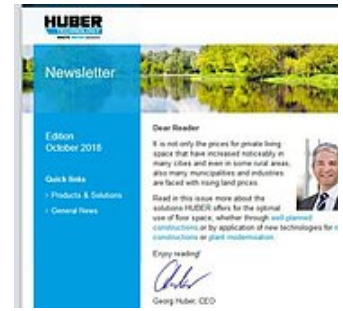 HUBER
TECHNOLOGY
WASTE WATER Solutions
Newsletter
Edition
October 2018
Quick links
› Products & Solutions
› General News
Dear Reader
It is not only the prices for private living
space that have increased noticeably in
many cities and even in some rural areas,
also many municipalities and industries
are faced with rising land prices.
Read in this issue more about the
solutions HUBER offers for the optimal
use of floor space, whether through well planned
constructions or by application of new technologies for
constructions or plant modernisation.
Enjoy reading!
Georg Huber, CEO